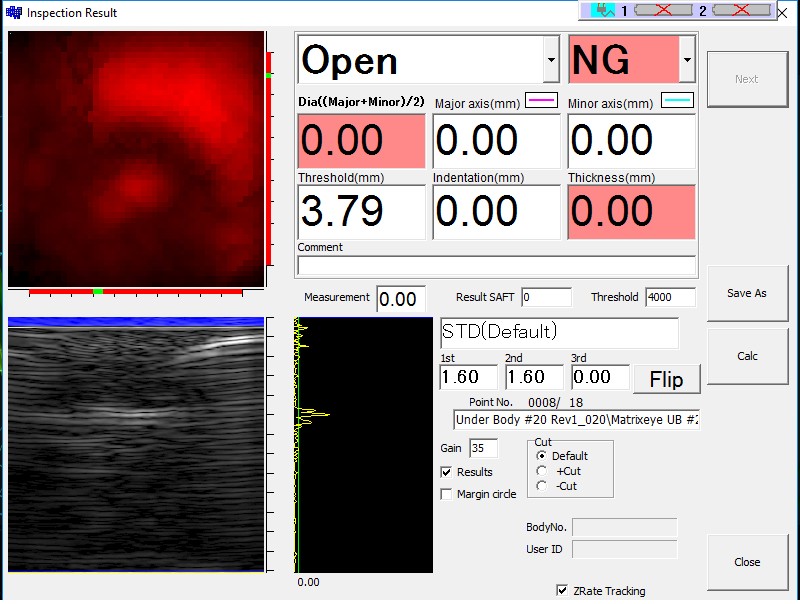 Inspection Result
1 2
Open NG
Next
Dia((Major+Minor)/2) Major axis(mm) Minor axis(mm)
0.00 0.00 0.00
Threshold(mm) Indentation(mm) Thickness(mm)
3.79 0.00 0.00
Comment
Measurement 0.00 Result SAFT 0 Threshold 4000
Save As
STD(Default)
Calc
1st 2nd 3rd
1.60 1.60 0.00 Flip
Point No. 0008/ 18
Under Body #20 Rev1_020\Matrixeye UB #2
Gain 35
Cut
Default
Results
+Cut
-Cut
Margin circle
BodyNo.
User ID
Close
0.00
ZRate Tracking